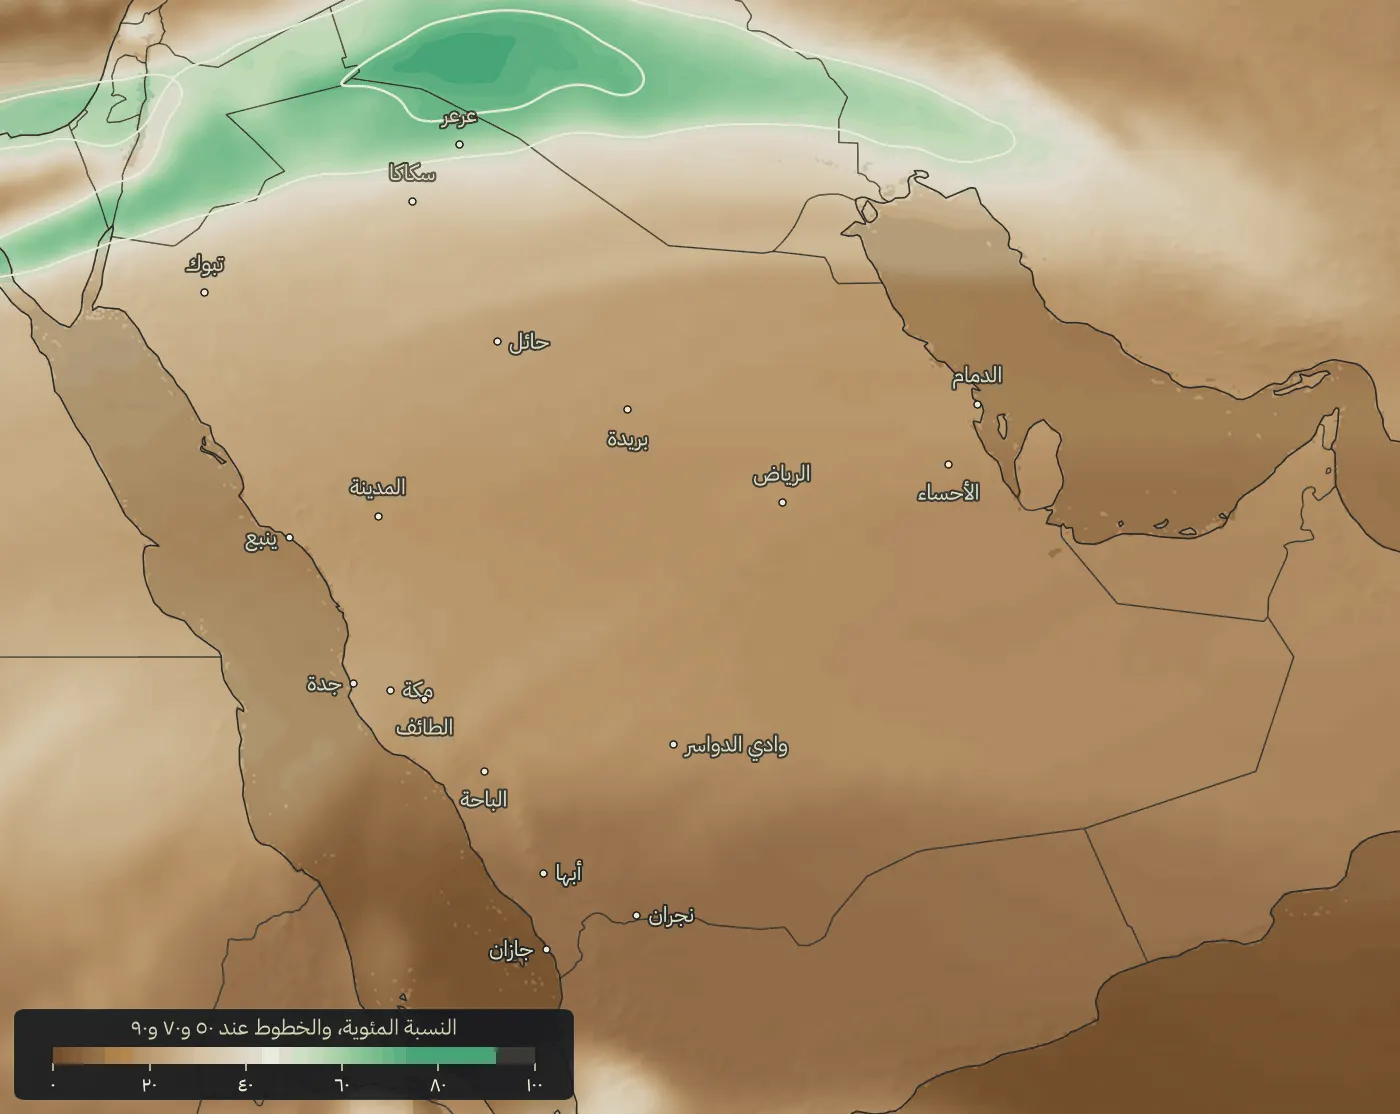 عرعر
سكاكا
تبوك
حائل
الدمام
بريدة
الرياض
الأحساء
المدينة
ينبع
جدة
مكة
الطائف
وادي الدواسر
الباحة
أبها
نجران
جازان
النسبة المئوية، والخطوط عند ٥٠ و٧٠ و٩٠
٠ ٢٠ ٤٠ ٦٠ ٨٠ ١٠٠